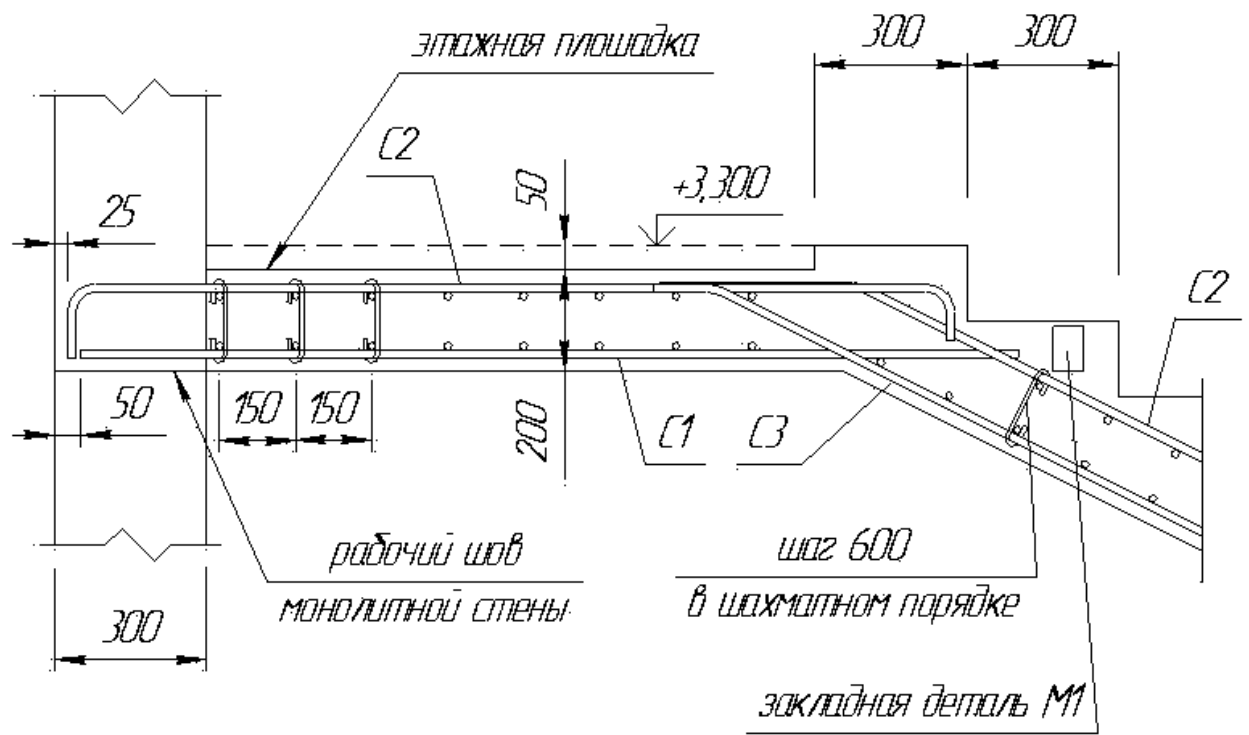 этажная плошадка
300
300
С2
50
+3,300
25
С2
50
150
150
200
С1
С3
рабочий шов
монолитной стены
шаг 600
в шахматном порядке
300
закладная деталь М1